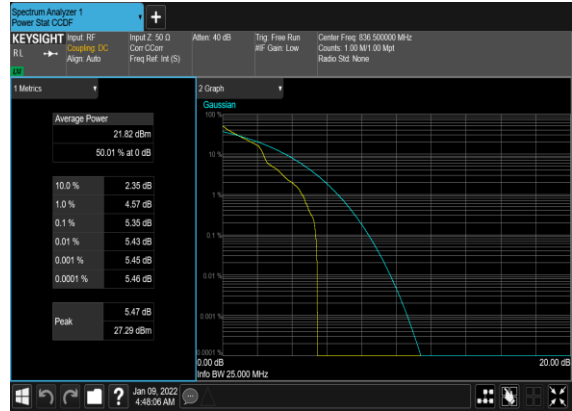 Spectrum Analyzer 1
Power Stat CCDF
KEYSIGHT
RL
Input: RF
Coupling: DC
Align: Auto
Input Z: 50 Ω
Corr CCorr
Freq Ref: Int (S)
Atten: 40 dB
Trig: Free Run
#IF Gain: Low
Center Freq: 836.500000 MHz
Counts: 1.00 M/1.00 Mpt
Radio Std: None
1 Metrics
Average Power
21.82 dBm
50.01 % at 0 dB
10.0 % 2.35 dB
1.0 % 4.57 dB
0.1 % 5.35 dB
0.01 % 5.43 dB
0.001 % 5.45 dB
0.0001 % 5.46 dB
Peak
5.47 dB
27.29 dBm
2 Graph
Gaussian
100 %
10 %
1 %
0.1 %
0.01 %
0.001 %
0.0001 %
0.00 dB
20.00 dB
Info BW 25.000 MHz
Jan 09, 2022
4:48:06 AM